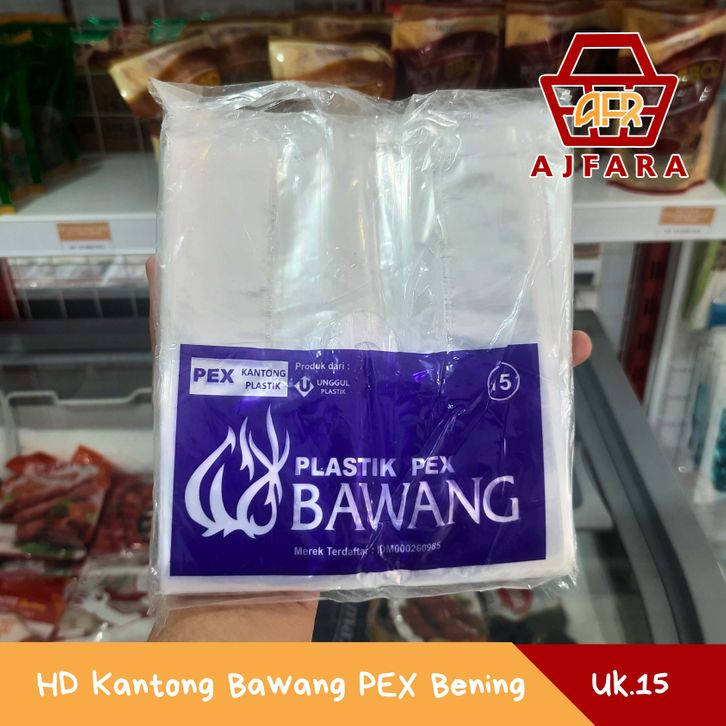 AFR
AJFARA
PEX KANTONG PLASTIK
Produk dari :
U UNGGUL PLASTIK
15
PLASTIK PEX
BAWANG
Merek Terdaftar : IDM000260985
HD Kantong Bawang PEX Bening
Uk.15